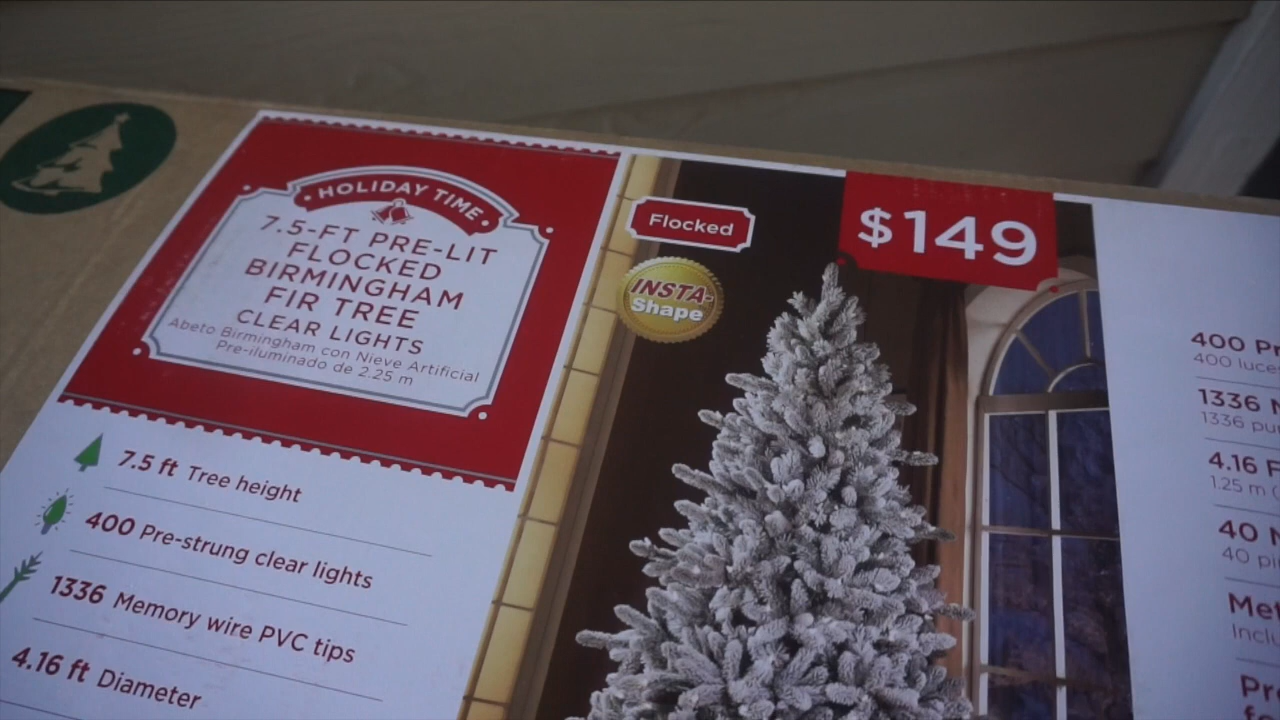 HOLIDAY TIME
7.5-FT PRE-LIT
FLOCKED
BIRMINGHAM
FIR TREE
CLEAR LIGHTS
Abeto Birmingham con Nieve Artificial
Pre-iluminado de 2.25 m
7.5 ft Tree height
400 Pre-strung clear lights
1336 Memory wire PVC tips
4.16 ft Diameter
Flocked
INSTA-
Shape
$149
400
400
1336
1336
4.16
1.25 m
40
40